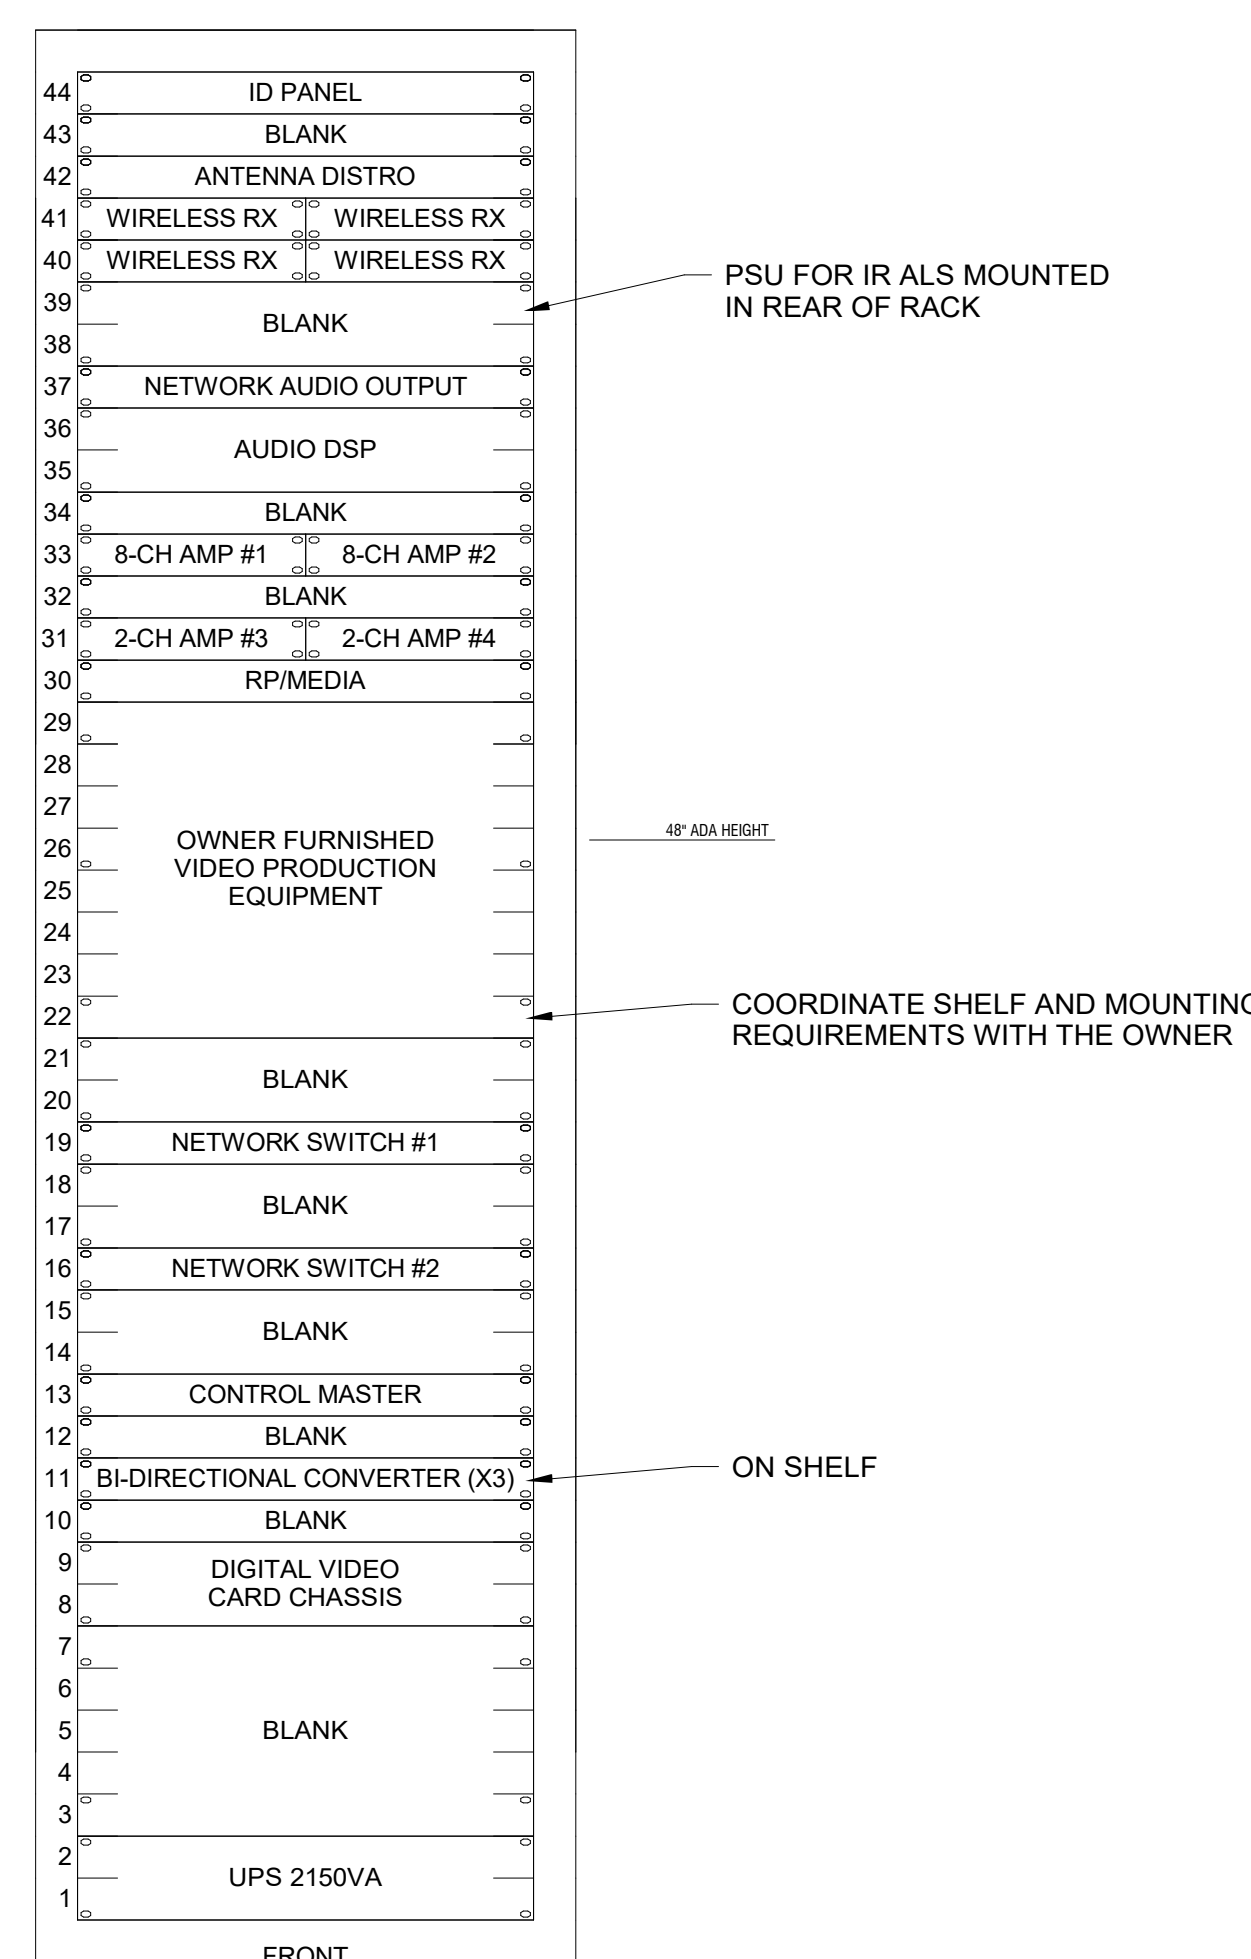 44 ID PANEL
43 BLANK
42 ANTENNA DISTRO
41 WIRELESS RX WIRELESS RX
40 WIRELESS RX WIRELESS RX
PSU FOR IR ALS MOUNTED
IN REAR OF RACK
39
BLANK
38
37 NETWORK AUDIO OUTPUT
36
AUDIO DSP
35
34 BLANK
33 8-CH AMP #1 8-CH AMP #2
32 BLANK
31 2-CH AMP #3 2-CH AMP #4
30 RP/MEDIA
29
28
27
48" ADA HEIGHT
26 OWNER FURNISHED
VIDEO PRODUCTION
25 EQUIPMENT
24
23
22
COORDINATE SHELF AND MOUNTING
REQUIREMENTS WITH THE OWNER
21
BLANK
20
19 NETWORK SWITCH #1
18
BLANK
17
16 NETWORK SWITCH #2
15
BLANK
14
13 CONTROL MASTER
12 BLANK
11 BI-DIRECTIONAL CONVERTER (X3) ON SHELF
10 BLANK
9 DIGITAL VIDEO
8 CARD CHASSIS
7
6
5 BLANK
4
3
2
UPS 2150VA
1
FRONT